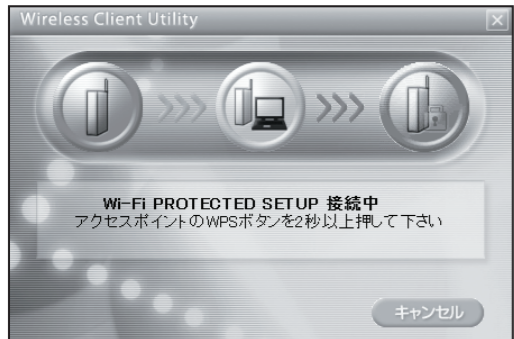 Wireless Client Utility
Wi-Fi PROTECTED SETUP 接続中
アクセスポイントのWPSボタンを2秒以上押して下さい
キャンセル